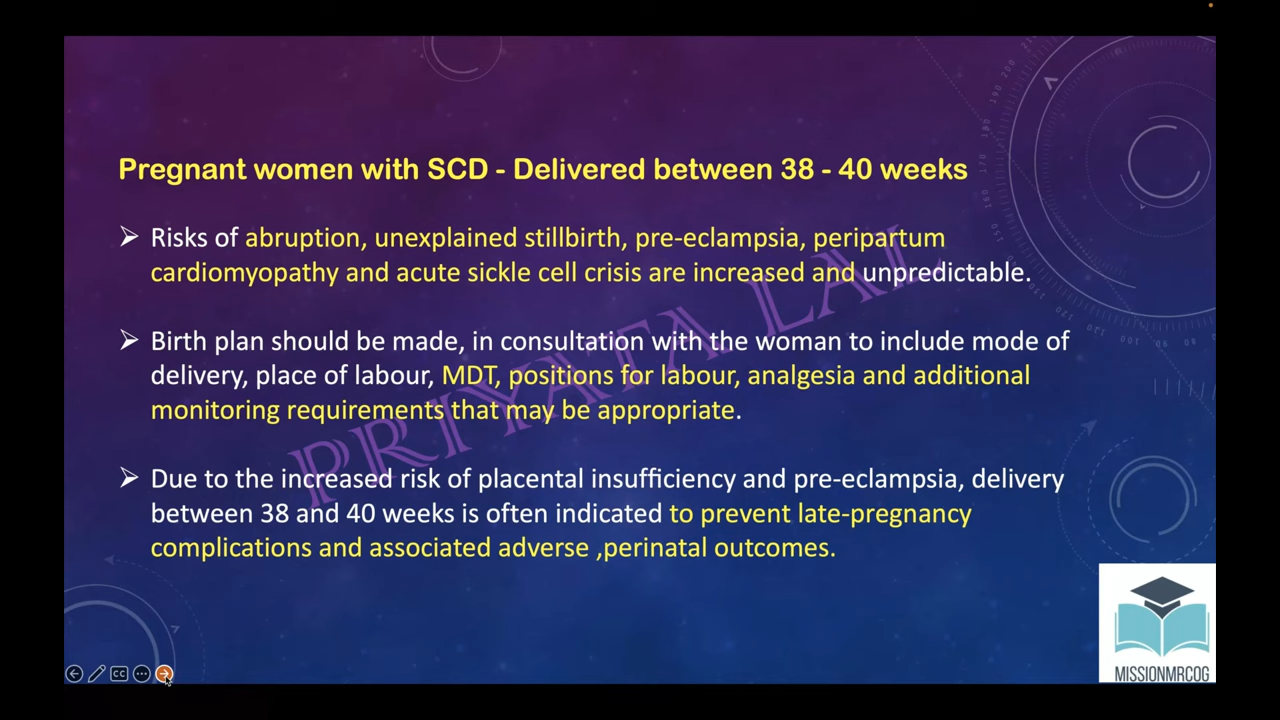 Pregnant women with SCD - Delivered between 38 - 40 weeks
➢ Risks of abruption, unexplained stillbirth, pre-eclampsia, peripartum
cardiomyopathy and acute sickle cell crisis are increased and unpredictable.
➢ Birth plan should be made, in consultation with the woman to include mode of
delivery, place of labour, MDT, positions for labour, analgesia and additional
monitoring requirements that may be appropriate.
➢ Due to the increased risk of placental insufficiency and pre-eclampsia, delivery
between 38 and 40 weeks is often indicated to prevent late-pregnancy
complications and associated adverse ,perinatal outcomes.
PRIYATA LAL
MISSIONMRCOG
CC